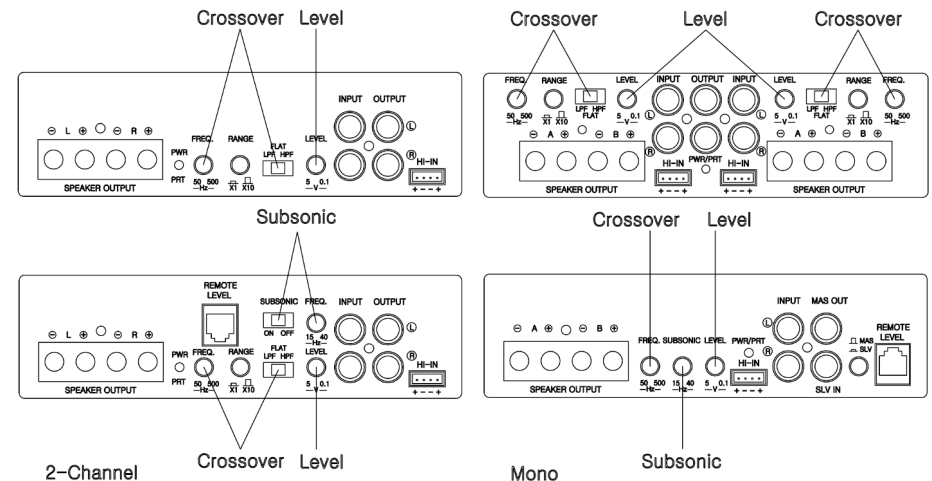 Crossover Level
FREQ. RANGE LEVEL INPUT OUTPUT
PWR
PRT
50 500
—Hz—
X1 X10
FLAT
LPF HPF
5 0.1
—V—
Ⓛ
Ⓡ
⊖ L ⊕ ⊖ R ⊕
SPEAKER OUTPUT
HI-IN
+ - - +
Crossover Level Crossover
FREQ. RANGE LEVEL INPUT OUTPUT INPUT LEVEL RANGE FREQ.
50 500
—Hz—
X1 X10
LPF HPF
FLAT
5 0.1
—V—
Ⓛ Ⓛ
Ⓡ Ⓡ
5 0.1
—V—
LPF HPF
FLAT
X1 X10
50 500
—Hz—
⊖ A ⊕ ⊖ B ⊕
SPEAKER OUTPUT
PWR/PRT
HI-IN HI-IN
+ - - + + - - +
⊖ A ⊕ ⊖ B ⊕
SPEAKER OUTPUT
Subsonic
REMOTE
LEVEL
SUBSONIC FREQ. INPUT OUTPUT
ON OFF
15 40
—Hz—
Ⓛ
Ⓡ
⊖ L ⊕ ⊖ R ⊕
SPEAKER OUTPUT
PWR
PRT
FREQ. RANGE
FLAT
LPF HPF
LEVEL
50 500
—Hz—
X1 X10
5 0.1
—V—
HI-IN
+ - - +
Crossover Level
2-Channel
Crossover Level
INPUT MAS OUT
Ⓛ
Ⓡ
REMOTE
LEVEL
MAS
SLV
⊖ A ⊕ ⊖ B ⊕
SPEAKER OUTPUT
FREQ. SUBSONIC LEVEL PWR/PRT
50 500
—Hz—
15 40
—Hz—
5 0.1
—V—
HI-IN
+ - - +
SLV IN
Subsonic
Mono